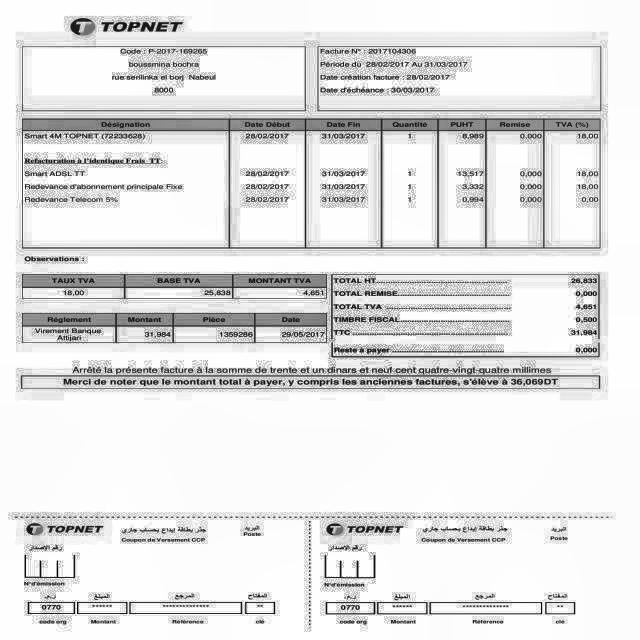 TOPNET
Code : P-2017-169265
boussmina bochra
rue serilinka el borj Nabeul
8000
Facture N° : 2017104306
Période du 28/02/2017 Au 31/03/2017
Date création facture : 28/02/2017
Date d'échéance : 30/03/2017
Désignation Date Début Date Fin Quantité PUHT Remise TVA (%)
Smart 4M TOPNET (72233628) 28/02/2017 31/03/2017 1 8,989 0,000 18,00
Refacturation à l'identique Frais TT:
Smart ADSL TT 28/02/2017 31/03/2017 1 13,517 0,000 18,00
Redevance d'abonnement principale Fixe 28/02/2017 31/03/2017 1 3,332 0,000 18,00
Redevance Telecom 5% 28/02/2017 31/03/2017 1 0,994 0,000 0,00
Observations :
TAUX TVA BASE TVA MONTANT TVA
18,00 25,838 4,651
Règlement Montant Pièce Date
Virement Banque Attijari 31,984 1359286 29/05/2017
TOTAL HT 26,833
TOTAL REMISE 0,000
TOTAL TVA 4,651
TIMBRE FISCAL 0,500
TTC 31,984
Reste à payer 0,000
Arrêté la présente facture à la somme de trente et un dinars et neuf cent quatre-vingt-quatre millimes
Merci de noter que le montant total à payer, y compris les anciennes factures, s'élève à 36,069DT
TOPNET جذر بطاقة إيداع بحساب جاري البريد
Coupon de Versement CCP Poste
رقم الإصدار
N°d'émission
ر.م. المبلغ المرجع المفتاح
0770 ****** ************** **
code org Montant Référence clé
TOPNET جذر بطاقة إيداع بحساب جاري البريد
Coupon de Versement CCP Poste
رقم الإصدار
N°d'émission
ر.م. المبلغ المرجع المفتاح
0770 ****** ************** **
code org Montant Référence clé